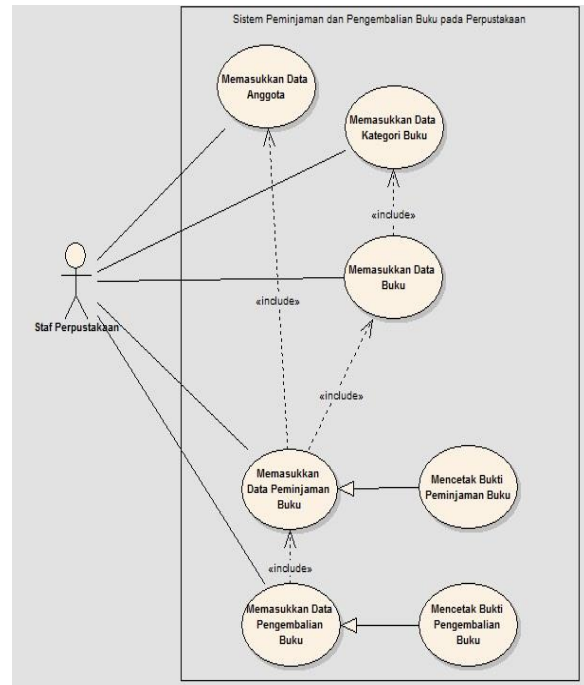 Sistem Peminjaman dan Pengembalian Buku pada Perpustakaan
Memasukkan Data
Anggota
Memasukkan Data
Kategori Buku
«include»
Memasukkan Data
Buku
«include»
Staf Perpustakaan
«include»
Memasukkan
Data Peminjaman
Buku
Mencetak Bukti
Peminjaman Buku
«include»
Memasukkan Data
Pengembalian
Buku
Mencetak Bukti
Pengembalian
Buku